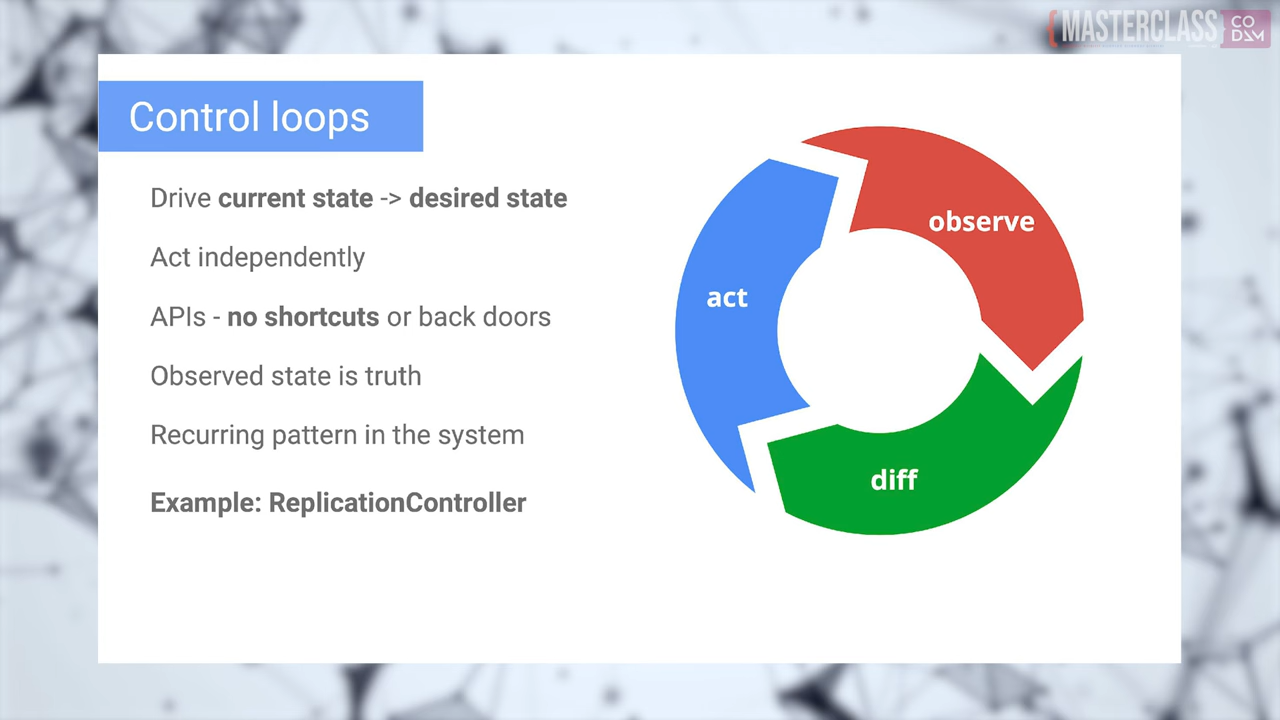 {MASTERCLASS
CO
DAM
Control loops
Drive current state -> desired state
Act independently
APIs - no shortcuts or back doors
Observed state is truth
Recurring pattern in the system
Example: ReplicationController
observe
act
diff